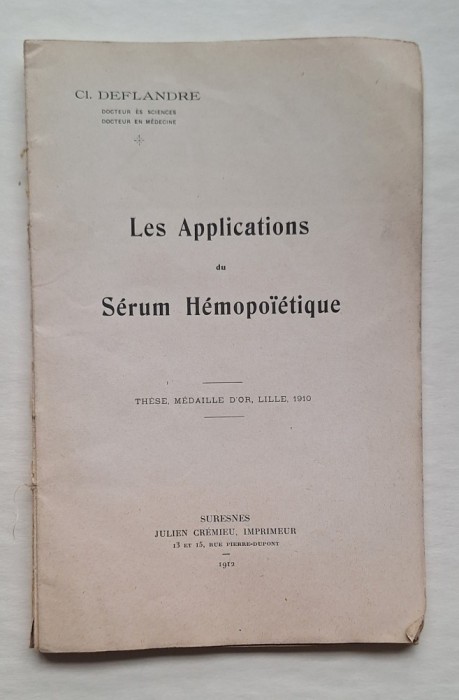 Cl. DEFLANDRE
DOCTEUR ÈS SCIENCES
DOCTEUR EN MÉDECINE
Les Applications
du
Sérum Hémopoïétique
THÈSE, MÉDAILLE D'OR, LILLE, 1910
SURESNES
JULIEN CRÉMIEU, IMPRIMEUR
13 ET 15, RUE PIERRE-DUPONT
1912